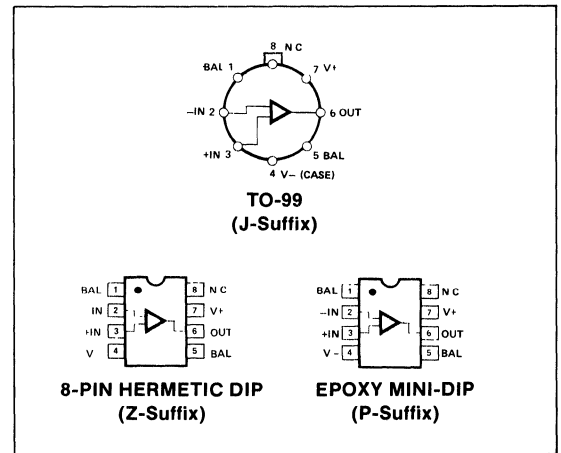 8 NC
BAL 1
7 V+
-IN 2
6 OUT
+IN 3
5 BAL
4 V- (CASE)
TO-99
(J-Suffix)
BAL 1 8 NC
IN 2 7 V+
+IN 3 6 OUT
V 4 5 BAL
8-PIN HERMETIC DIP
(Z-Suffix)
BAL 1 8 NC
-IN 2 7 V+
+IN 3 6 OUT
V- 4 5 BAL
EPOXY MINI-DIP
(P-Suffix)